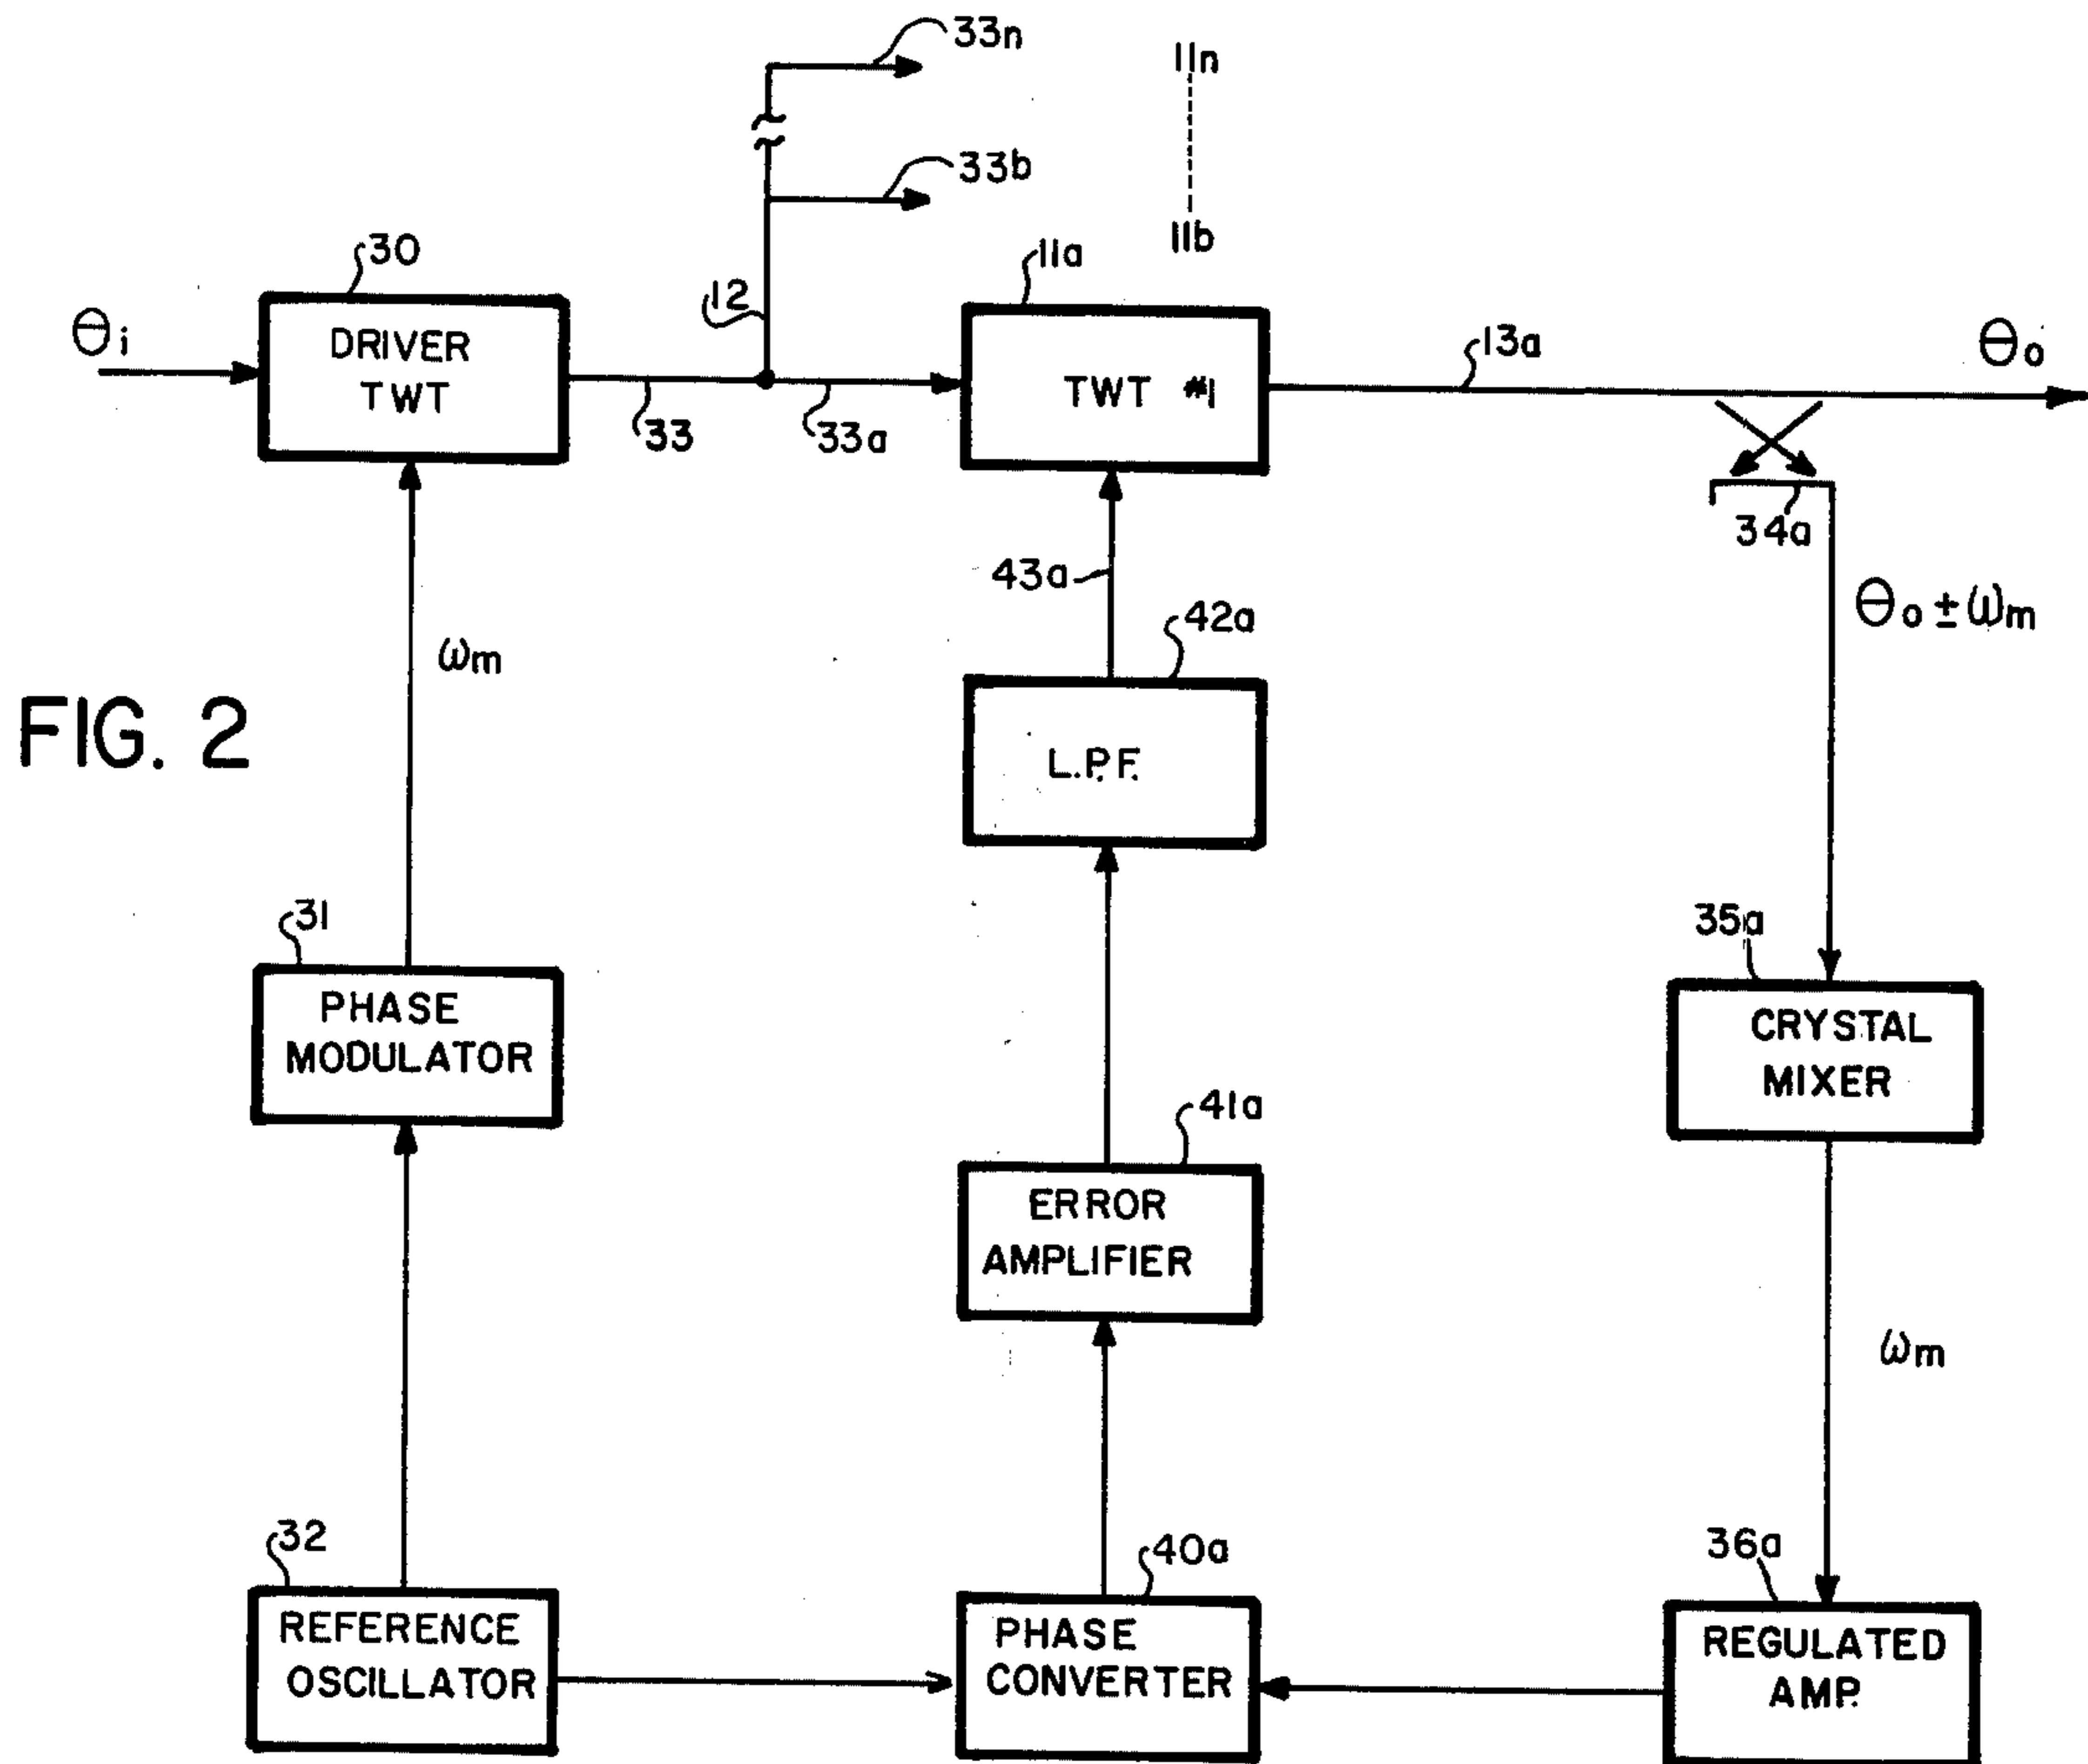 33n
11n
33b
11b
30
12
11a
θi
DRIVER
TWT
33
33a
TWT #1
13a
θo
34a
43a
θo ± ωm
42a
ωm
FIG. 2
L.P.F.
31
PHASE
MODULATOR
35a
CRYSTAL
MIXER
41a
ERROR
AMPLIFIER
ωm
32
REFERENCE
OSCILLATOR
40a
PHASE
CONVERTER
36a
REGULATED
AMP.